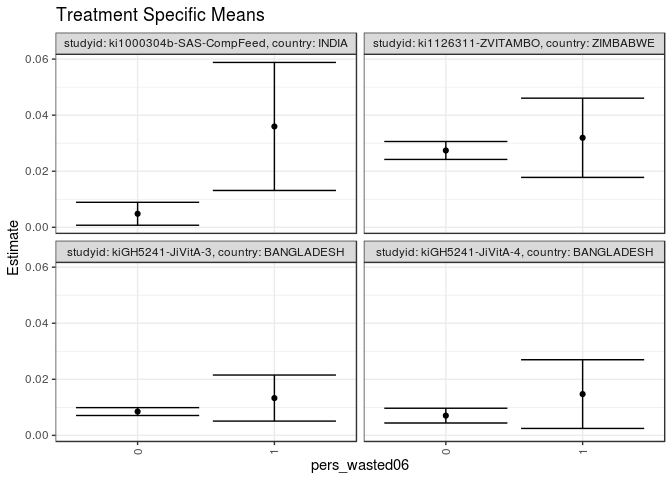 Treatment Specific Means
studyid: ki1000304b-SAS-CompFeed, country: INDIA
studyid: ki1126311-ZVITAMBO, country: ZIMBABWE
0.06
0.04
0.02
0.00
studyid: kiGH5241-JiVitA-3, country: BANGLADESH
studyid: kiGH5241-JiVitA-4, country: BANGLADESH
0.06
0.04
0.02
0.00
Estimate
0
1
0
1
pers_wasted06